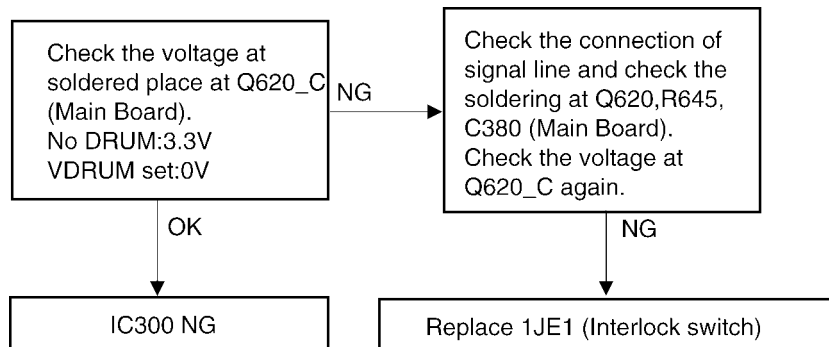 Check the voltage at
soldered place at Q620_C
(Main Board).
No DRUM:3.3V
VDRUM set:0V
NG
Check the connection of
signal line and check the
soldering at Q620,R645,
C380 (Main Board).
Check the voltage at
Q620_C again.
OK
NG
IC300 NG
Replace 1JE1 (Interlock switch)